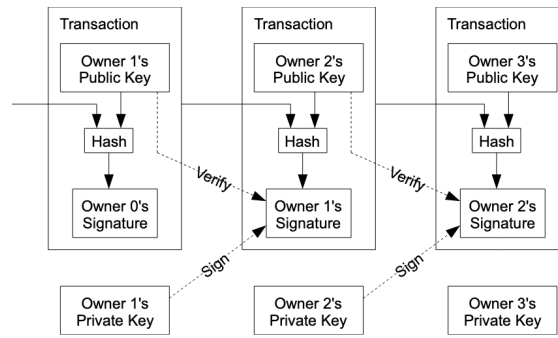 Transaction
Owner 1's
Public Key
Hash
Owner 0's
Signature
Transaction
Owner 2's
Public Key
Hash
Verify
Owner 1's
Signature
Transaction
Owner 3's
Public Key
Hash
Verify
Owner 2's
Signature
Sign
Sign
Owner 1's
Private Key
Owner 2's
Private Key
Owner 3's
Private Key